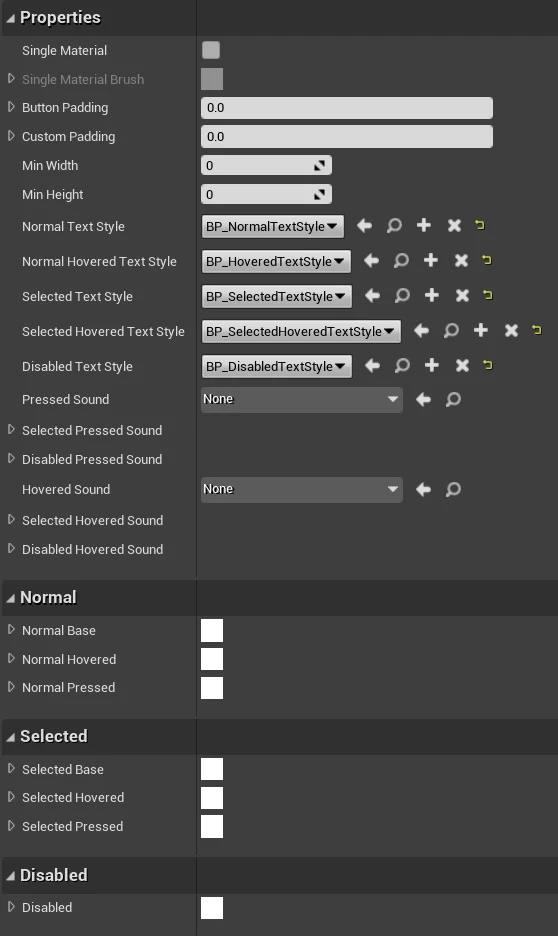 Properties
Single Material
Single Material Brush
Button Padding 0.0
Custom Padding 0.0
Min Width 0
Min Height 0
Normal Text Style BP_NormalTextStyle
Normal Hovered Text Style BP_HoveredTextStyle
Selected Text Style BP_SelectedTextStyle
Selected Hovered Text Style BP_SelectedHoveredTextStyle
Disabled Text Style BP_DisabledTextStyle
Pressed Sound None
Selected Pressed Sound
Disabled Pressed Sound
Hovered Sound None
Selected Hovered Sound
Disabled Hovered Sound
Normal
Normal Base
Normal Hovered
Normal Pressed
Selected
Selected Base
Selected Hovered
Selected Pressed
Disabled
Disabled